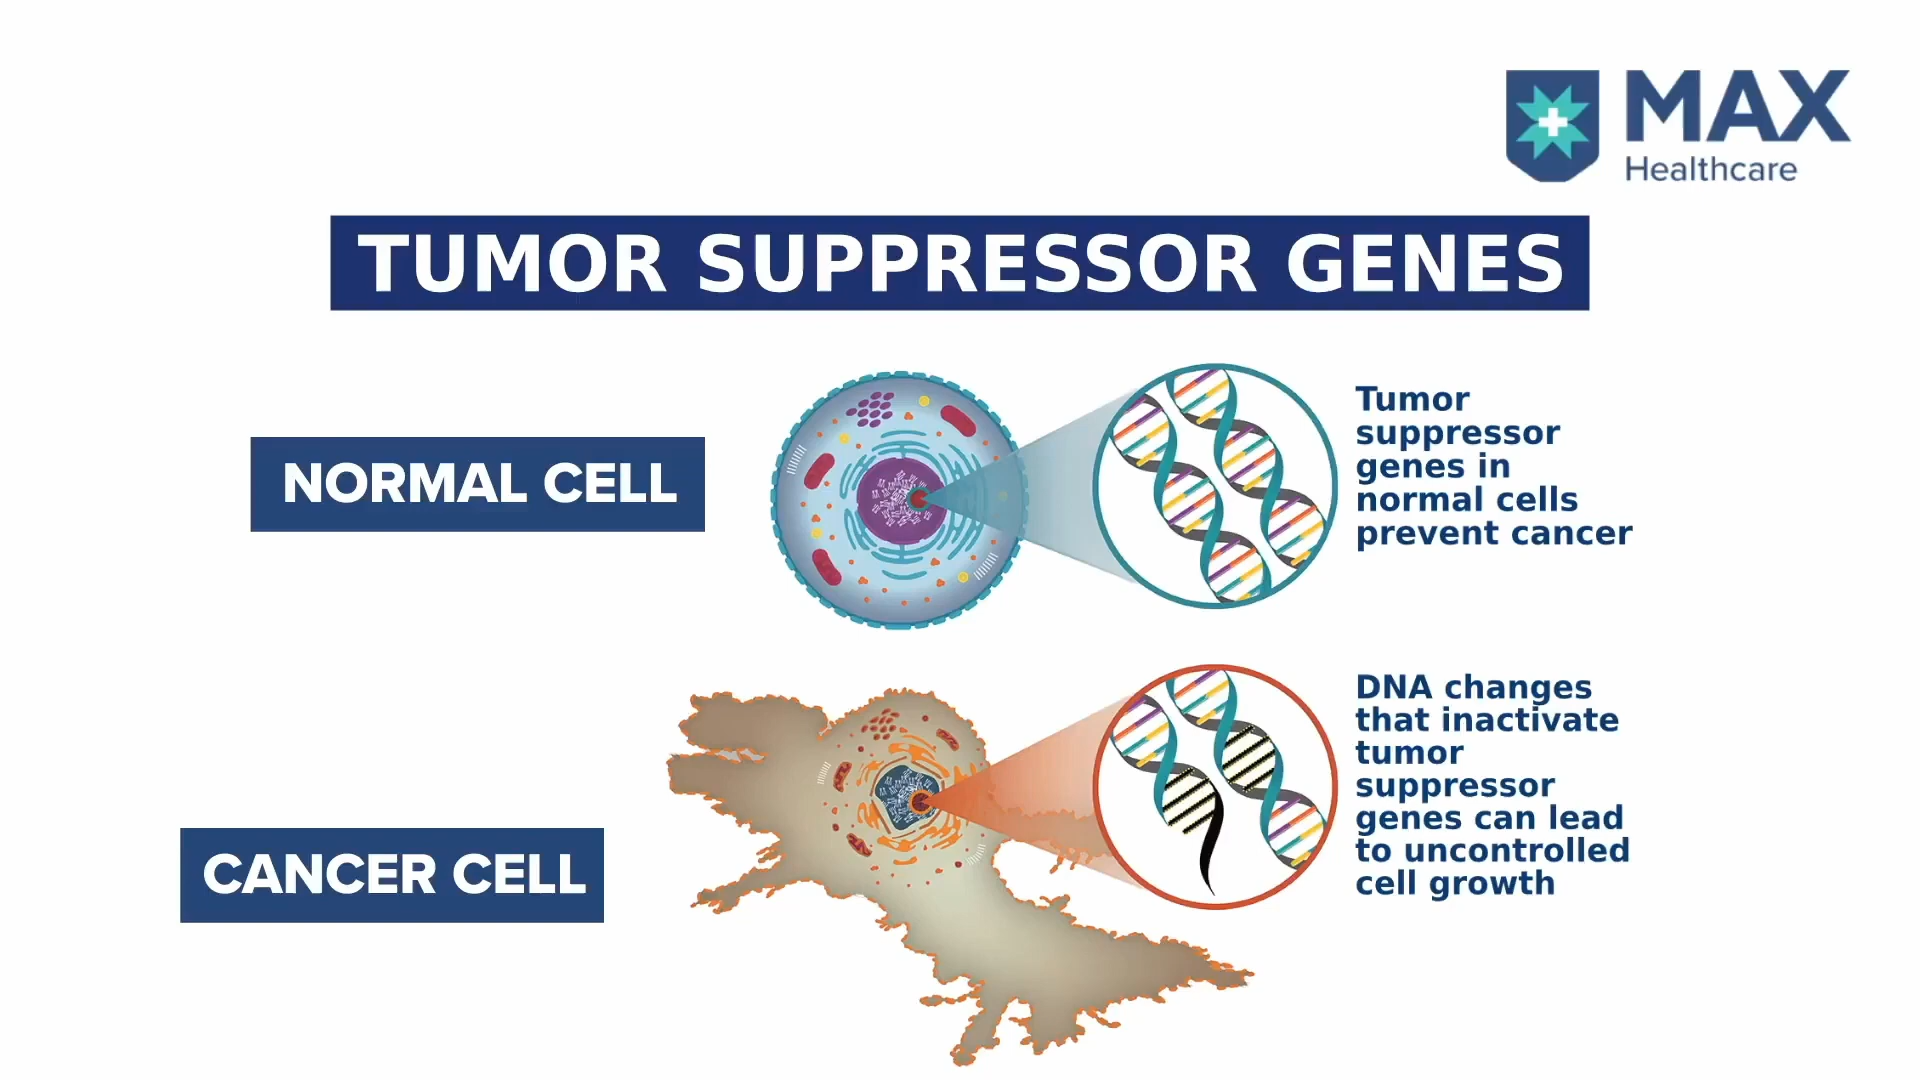 MAX
Healthcare
TUMOR SUPPRESSOR GENES
NORMAL CELL
Tumor
suppressor
genes in
normal cells
prevent cancer
CANCER CELL
DNA changes
that inactivate
tumor
suppressor
genes can lead
to uncontrolled
cell growth